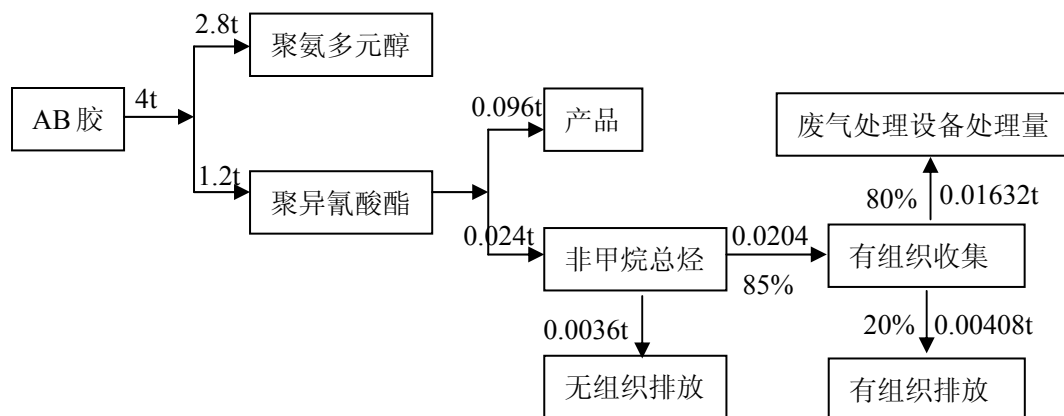 2.8t
聚氨多元醇
AB 胶
4t
1.2t
聚异氰酸酯
0.096t
产品
0.024t
非甲烷总烃
0.0204
85%
有组织收集
80%
0.01632t
废气处理设备处理量
0.0036t
无组织排放
20%
0.00408t
有组织排放